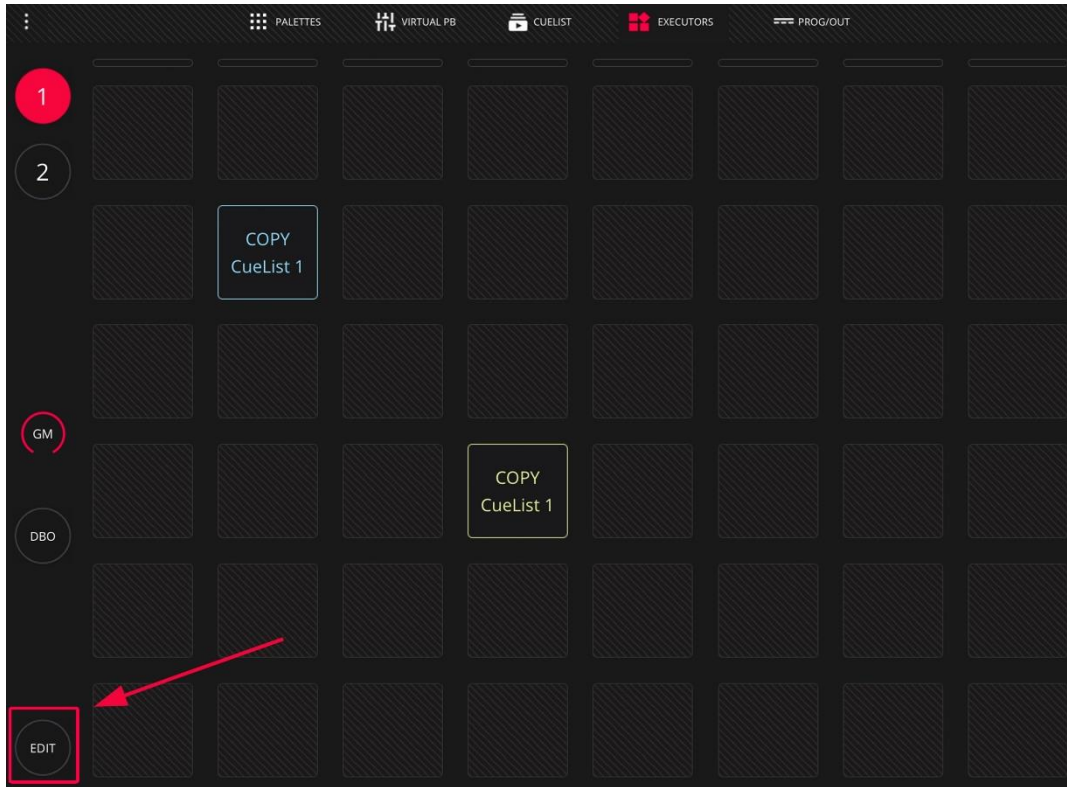 PALETTES
VIRTUAL PB
CUELIST
EXECUTORS
PROG/OUT
1
2
COPY
CueList 1
GM
COPY
CueList 1
DBO
EDIT